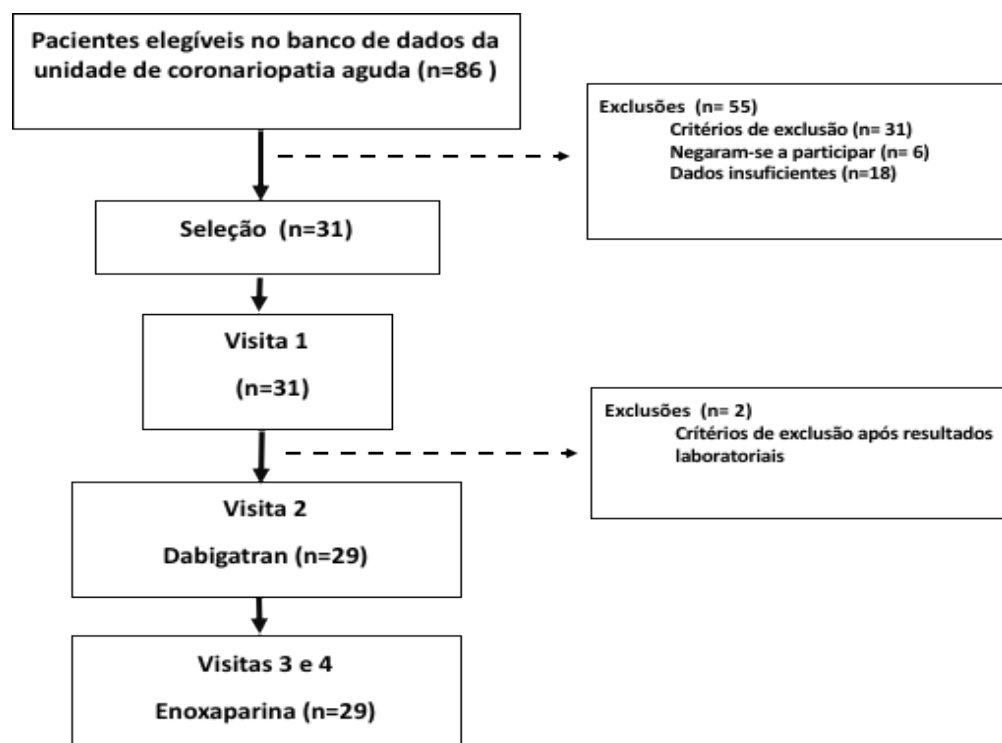 Pacientes elegíveis no banco de dados da
unidade de coronariopatia aguda (n=86 )
Exclusões (n= 55)
Critérios de exclusão (n= 31)
Negaram-se a participar (n= 6)
Dados insuficientes (n=18)
Seleção (n=31)
Visita 1
(n=31)
Exclusões (n= 2)
Critérios de exclusão após resultados
laboratoriais
Visita 2
Dabigatran (n=29)
Visitas 3 e 4
Enoxaparina (n=29)